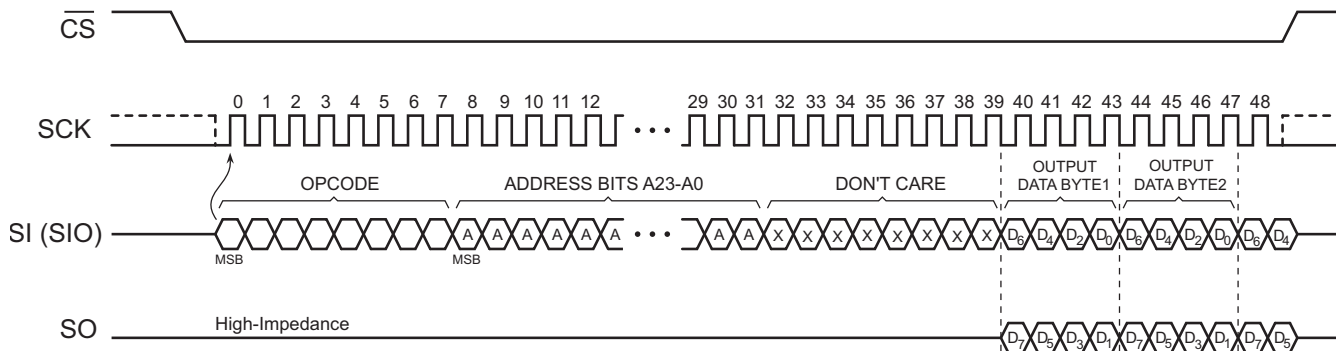 CS
0 1 2 3 4 5 6 7 8 9 10 11 12 29 30 31 32 33 34 35 36 37 38 39 40 41 42 43 44 45 46 47 48
SCK
OPCODE ADDRESS BITS A23-A0 DON'T CARE OUTPUT DATA BYTE1 OUTPUT DATA BYTE2
SI (SIO) A A A A A A A A X X X X X X X X D6 D4 D2 D0 D6 D4 D2 D0 D6 D4
MSB MSB
High-Impedance
SO D7 D5 D3 D1 D7 D5 D3 D1 D7 D5